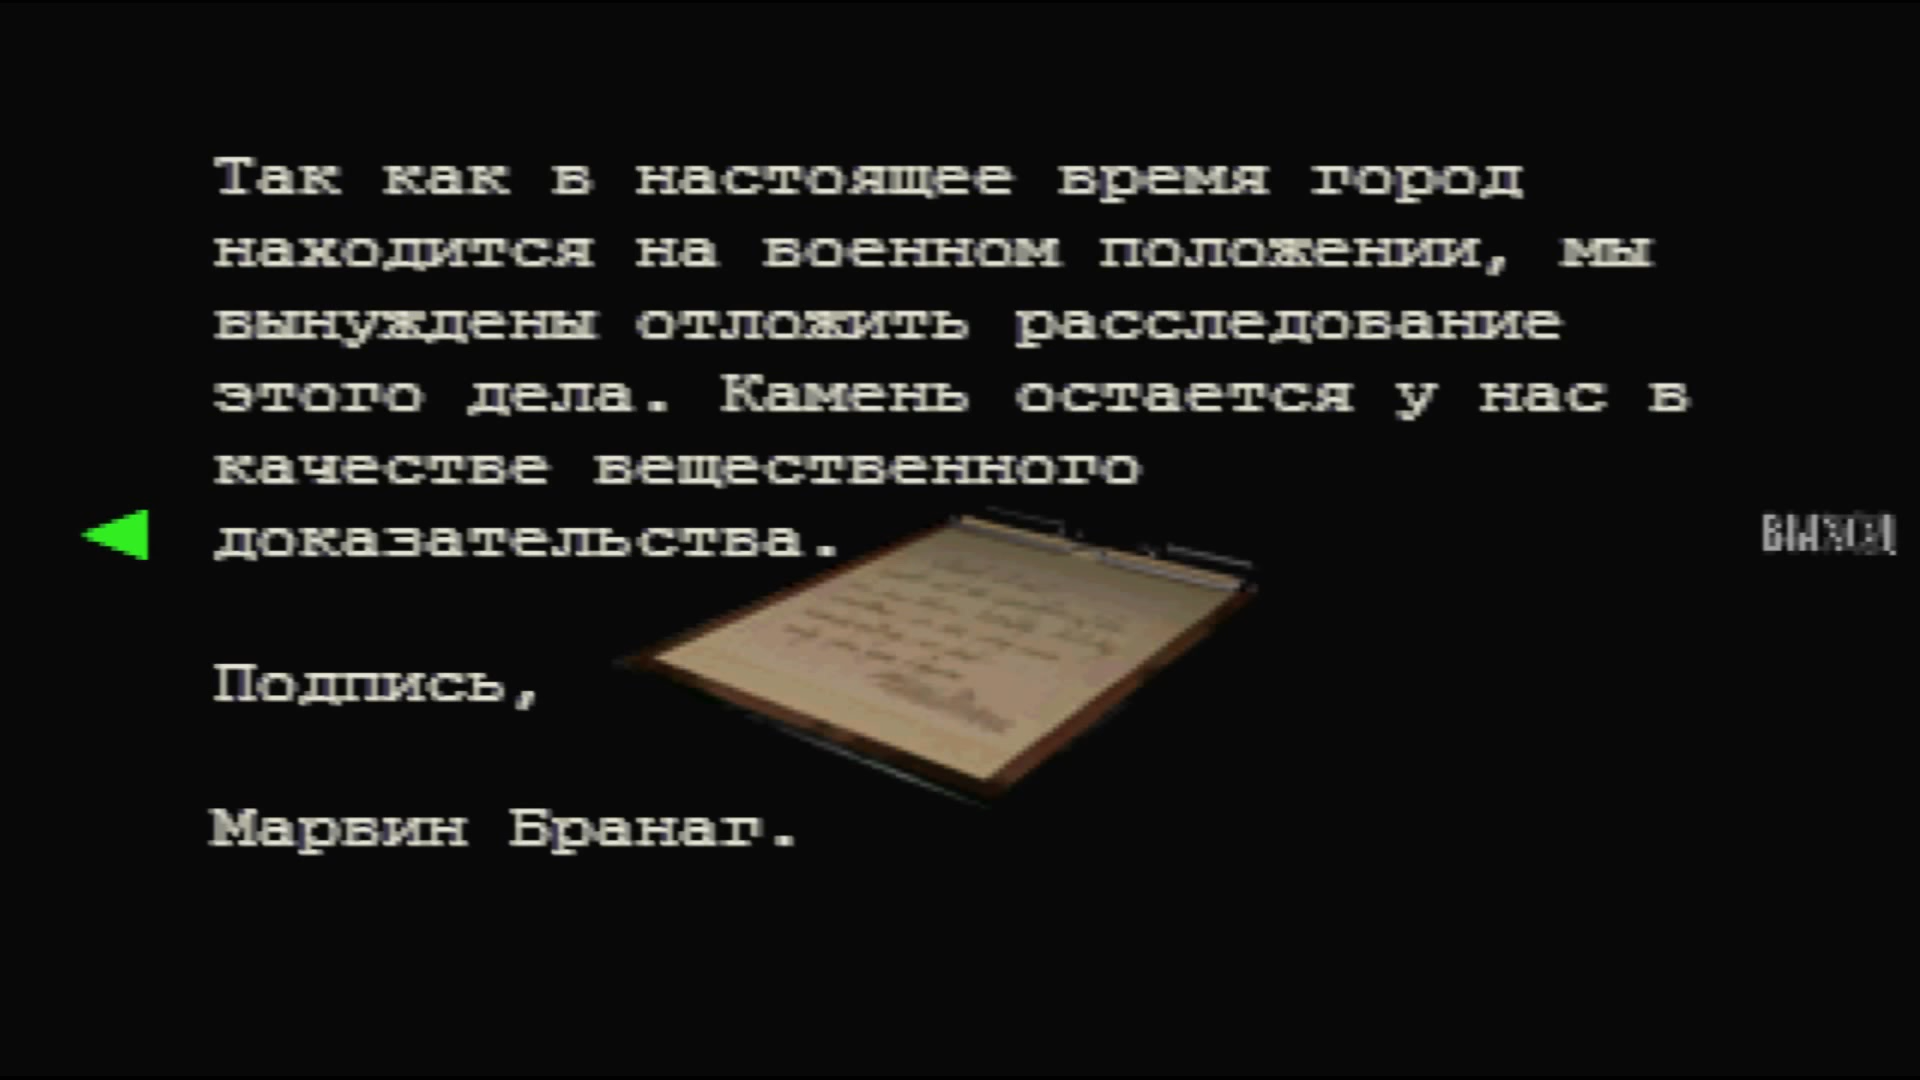 Так как в настоящее время город
находится на военном положении, мы
вынуждены отложить расследование
этого дела. Камень остается у нас в
качестве вещественного
доказательства.
ВЫХОД
Подпись,
Марвин Бранаг.